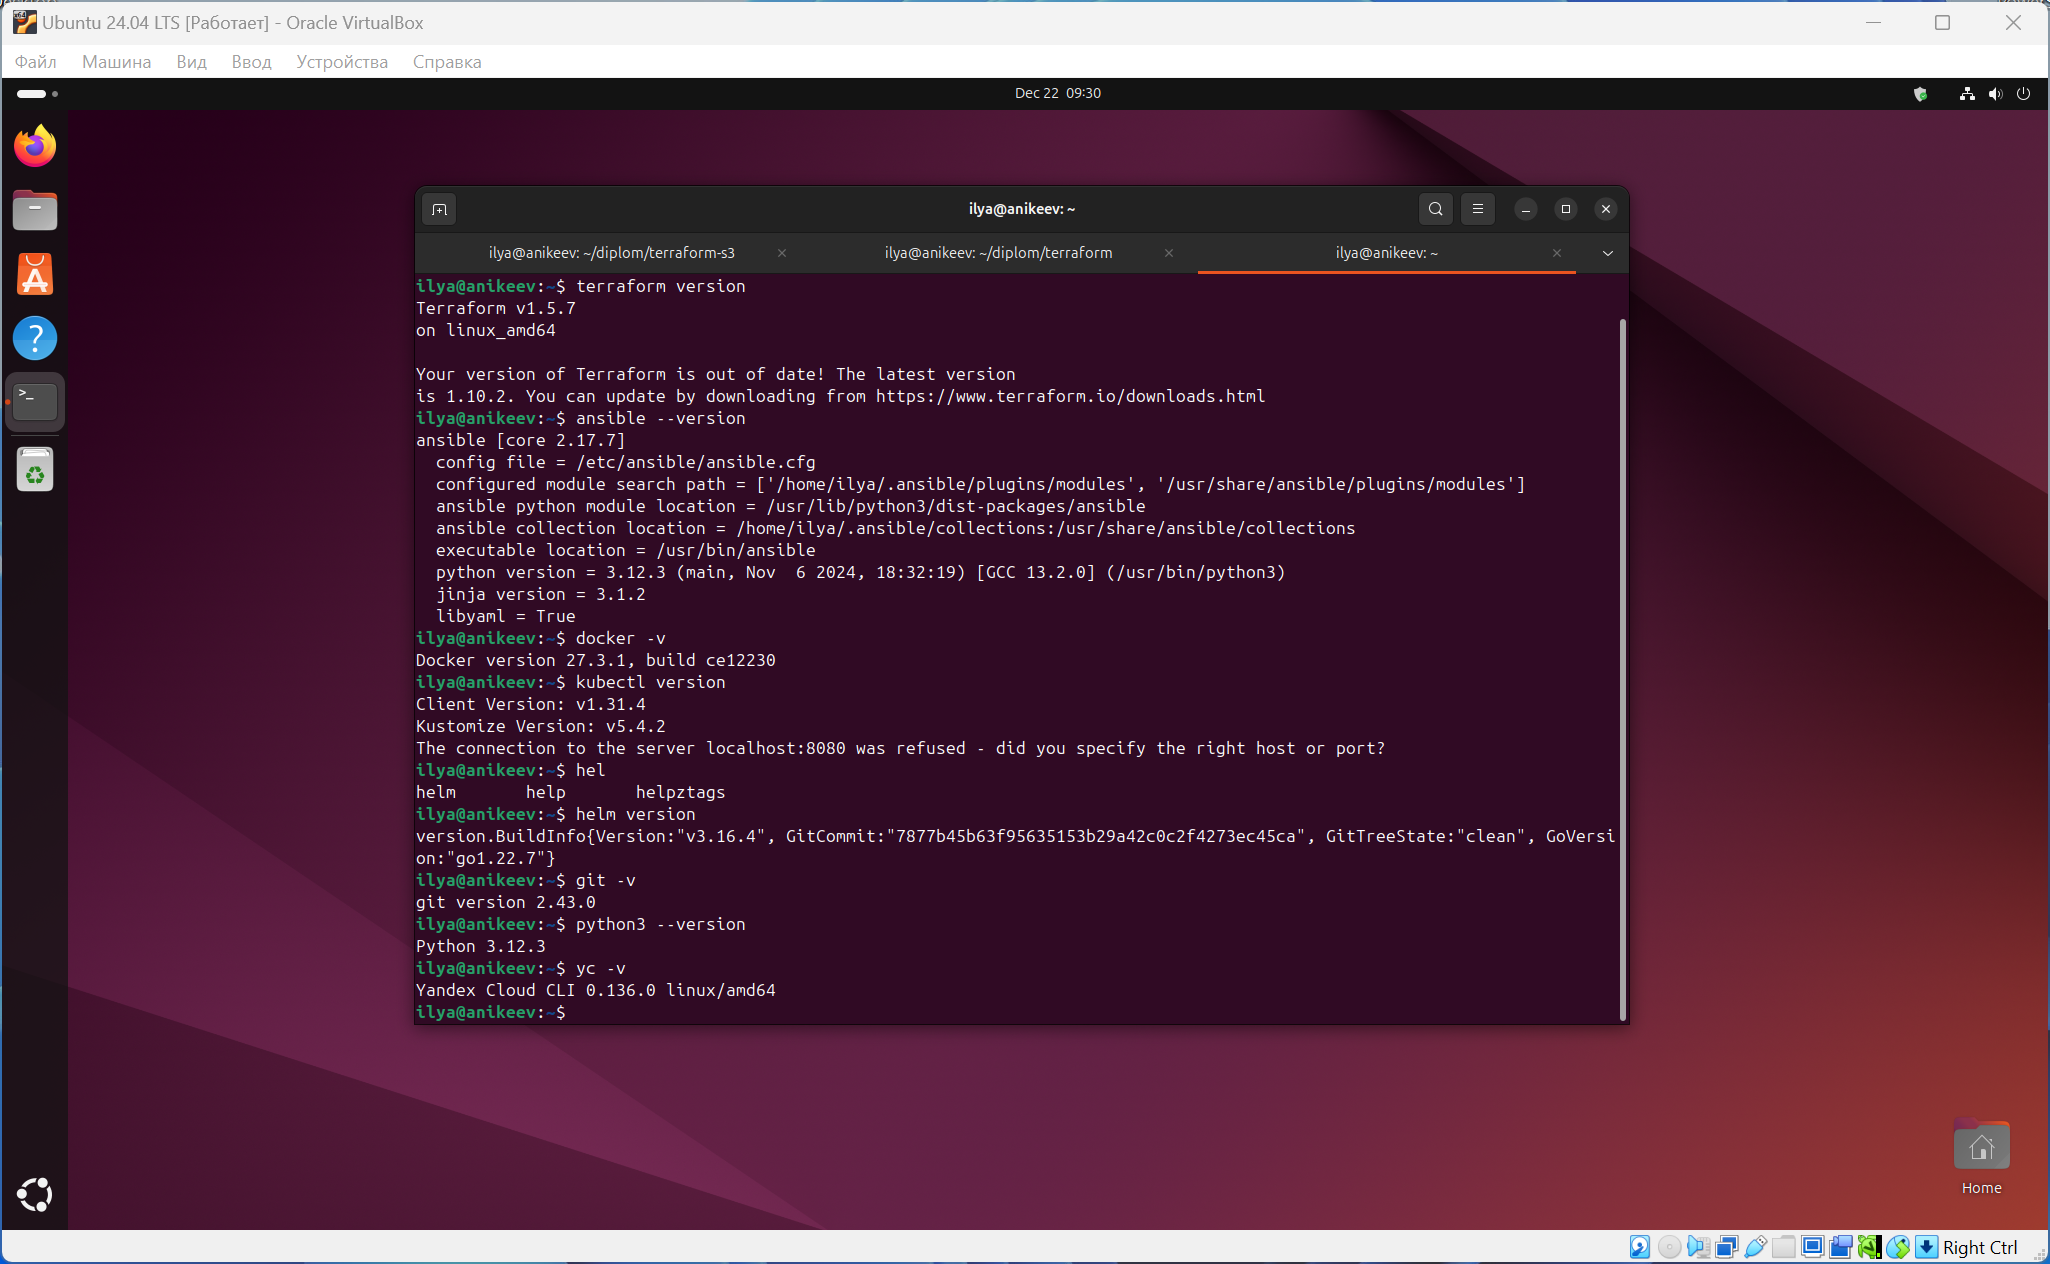 Ubuntu 24.04 LTS [Работает] - Oracle VirtualBox
Файл Машина Вид Ввод Устройства Справка
Dec 22 09:30
ilya@anikeev: ~
ilya@anikeev: ~/diplom/terraform-s3 ilya@anikeev: ~/diplom/terraform ilya@anikeev: ~
ilya@anikeev:~$ terraform version
Terraform v1.5.7
on linux_amd64
Your version of Terraform is out of date! The latest version
is 1.10.2. You can update by downloading from https://www.terraform.io/downloads.html
ilya@anikeev:~$ ansible --version
ansible [core 2.17.7]
config file = /etc/ansible/ansible.cfg
configured module search path = ['/home/ilya/.ansible/plugins/modules', '/usr/share/ansible/plugins/modules']
ansible python module location = /usr/lib/python3/dist-packages/ansible
ansible collection location = /home/ilya/.ansible/collections:/usr/share/ansible/collections
executable location = /usr/bin/ansible
python version = 3.12.3 (main, Nov  6 2024, 18:32:19) [GCC 13.2.0] (/usr/bin/python3)
jinja version = 3.1.2
libyaml = True
ilya@anikeev:~$ docker -v
Docker version 27.3.1, build ce12230
ilya@anikeev:~$ kubectl version
Client Version: v1.31.4
Kustomize Version: v5.4.2
The connection to the server localhost:8080 was refused - did you specify the right host or port?
ilya@anikeev:~$ hel
helm help helpztags
ilya@anikeev:~$ helm version
version.BuildInfo{Version:"v3.16.4", GitCommit:"7877b45b63f95635153b29a42c0c2f4273ec45ca", GitTreeState:"clean", GoVersi
on:"go1.22.7"}
ilya@anikeev:~$ git -v
git version 2.43.0
ilya@anikeev:~$ python3 --version
Python 3.12.3
ilya@anikeev:~$ yc -v
Yandex Cloud CLI 0.136.0 linux/amd64
ilya@anikeev:~$
Home
Right Ctrl